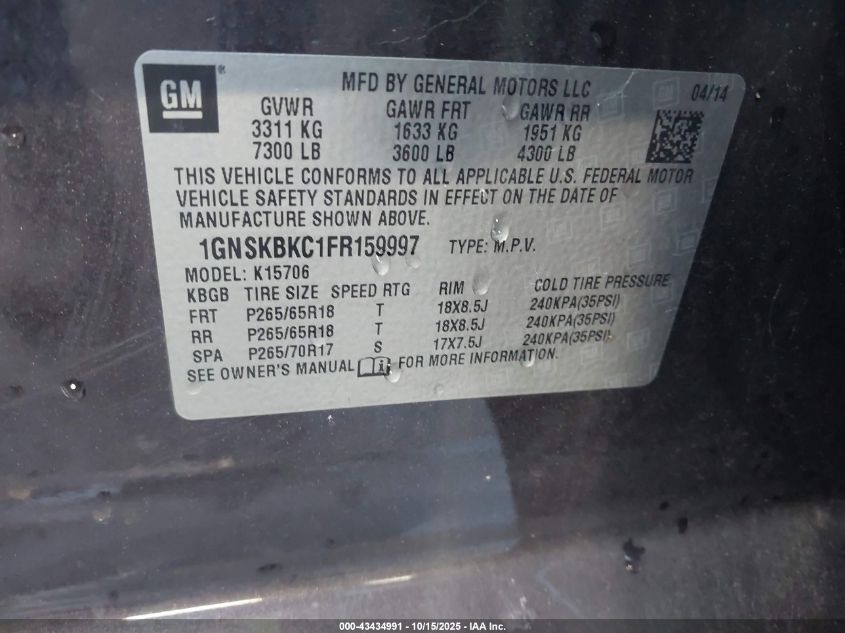 GM®
MFD BY GENERAL MOTORS LLC 04/14
GVWR GAWR FRT GAWR RR
3311 KG 1633 KG 1951 KG
7300 LB 3600 LB 4300 LB
THIS VEHICLE CONFORMS TO ALL APPLICABLE U.S. FEDERAL MOTOR
VEHICLE SAFETY STANDARDS IN EFFECT ON THE DATE OF
MANUFACTURE SHOWN ABOVE.
1GNSKBKC1FR159997 TYPE: M.P.V.
MODEL: K15706
KBGB TIRE SIZE SPEED RTG RIM COLD TIRE PRESSURE
FRT P265/65R18 T 18X8.5J 240KPA(35PSI)
RR P265/65R18 T 18X8.5J 240KPA(35PSI)
SPA P265/70R17 S 17X7.5J 240KPA(35PSI)
SEE OWNER'S MANUAL FOR MORE INFORMATION.
000-43434991 - 10/15/2025 - IAA Inc.